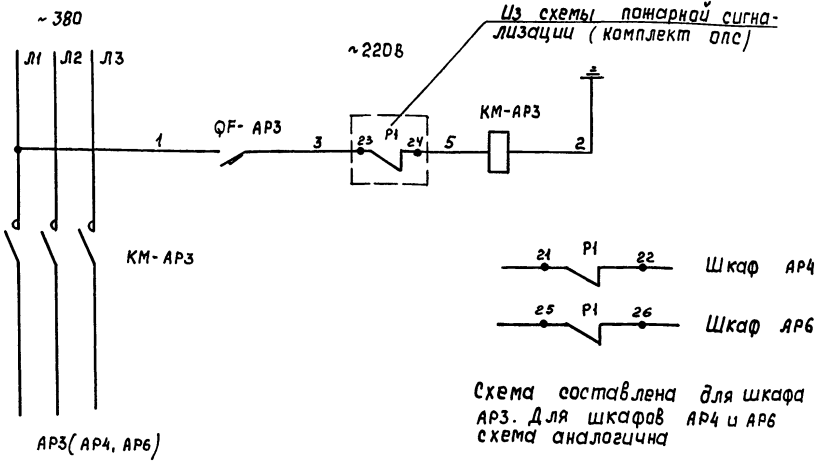 ~ 380
Из схемы пожарной сигна-
лизации (комплект опс)
Л1 Л2 Л3
~220В
QF- АР3
КМ-АР3
1
3
23
Р1
24
5
2
КМ- АР3
21 Р1 22 Шкаф АР4
25 Р1 26 Шкаф АР6
Схема составлена для шкафа
АР3. Для шкафов АР4 и АР6
схема аналогична
АР3(АР4, АР6)